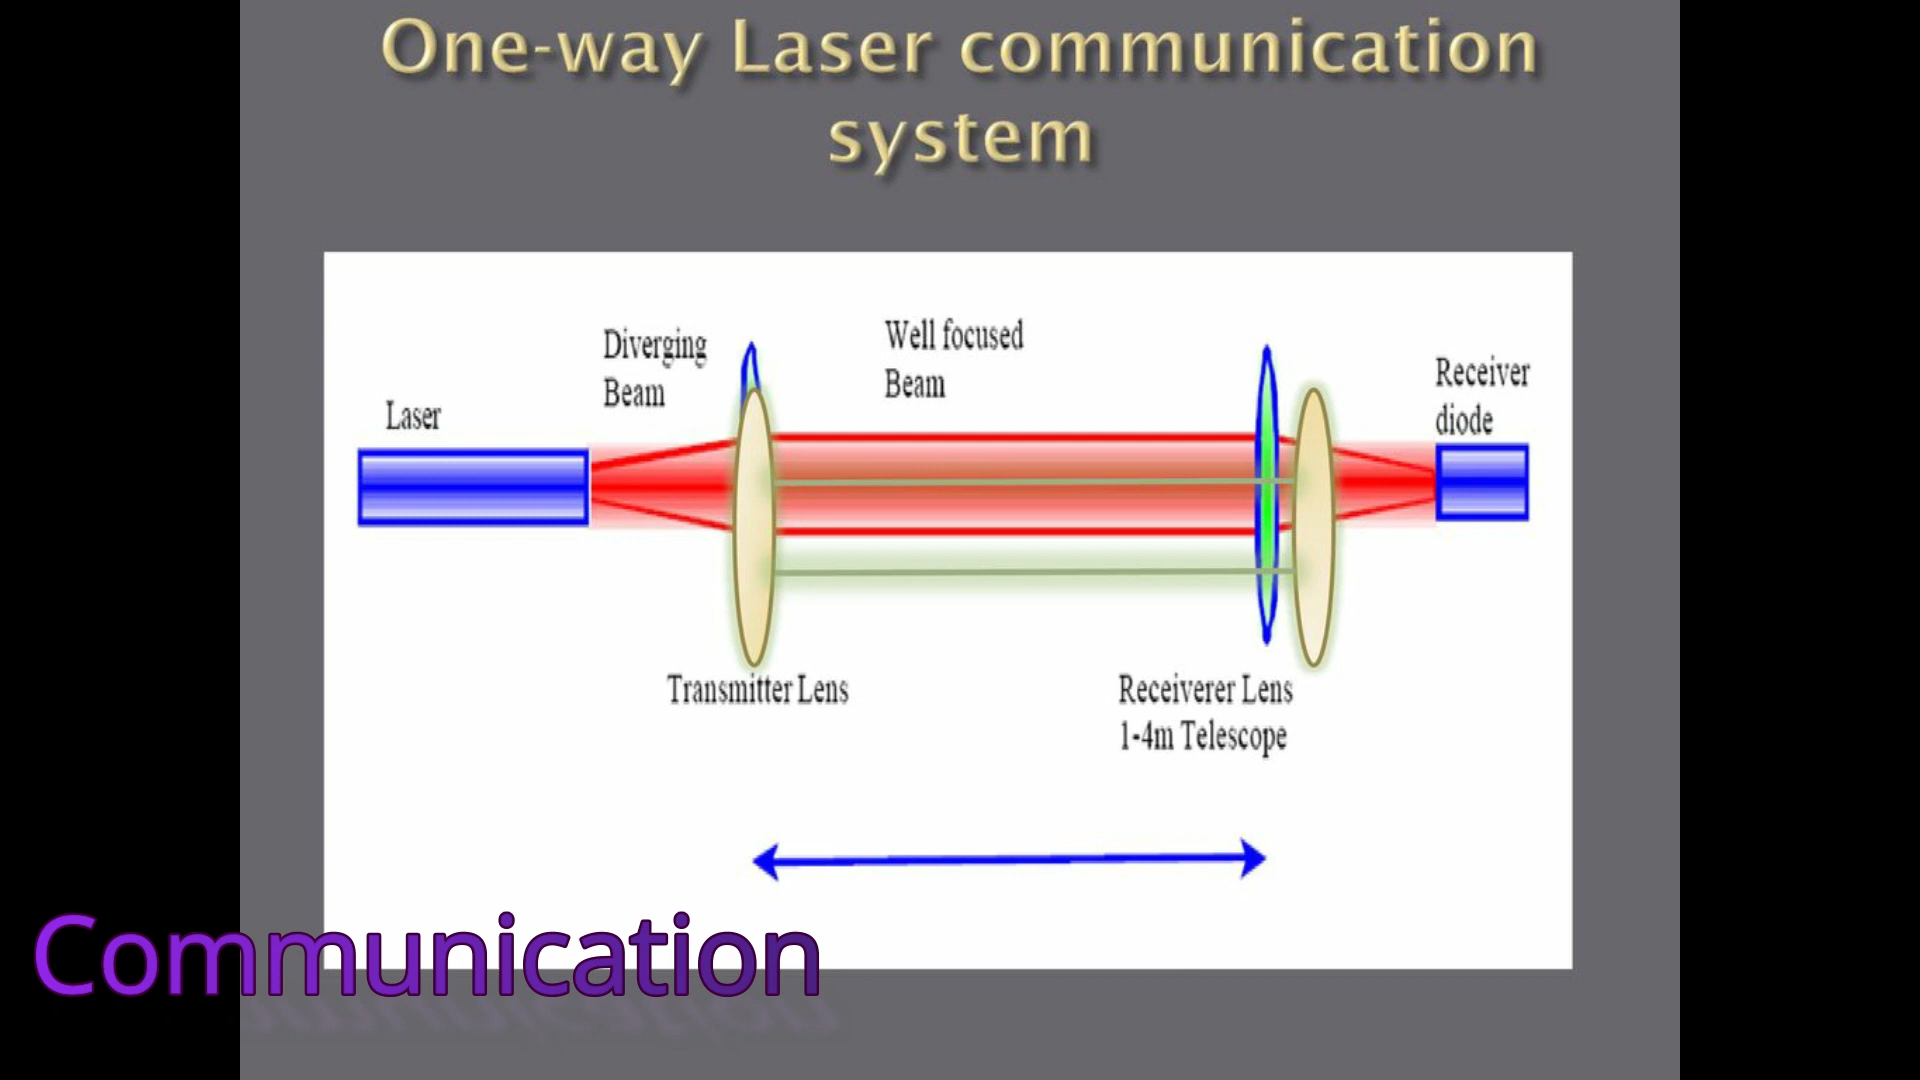 One-way Laser communication
system
Diverging
Beam
Well focused
Beam
Laser
Receiver
diode
Transmitter Lens
Receiverer Lens
1-4m Telescope
Communication